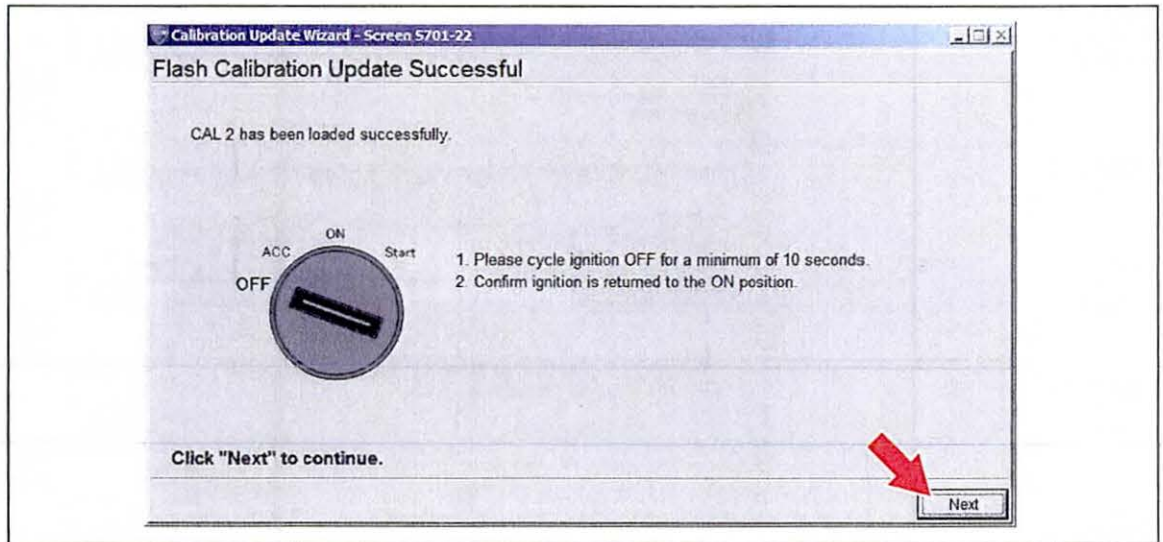 Calibration Update Wizard - Screen S701-22
Flash Calibration Update Successful
CAL 2 has been loaded successfully.
ON
ACC
Start
OFF
1. Please cycle ignition OFF for a minimum of 10 seconds.
2. Confirm ignition is returned to the ON position.
Click "Next" to continue.
Next